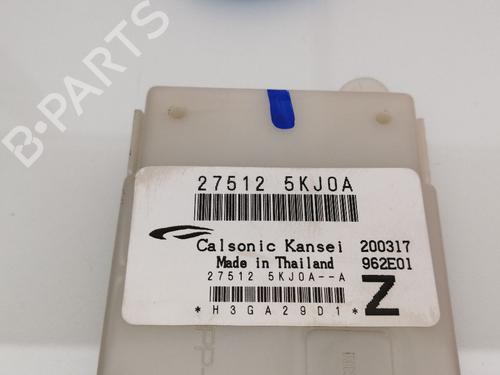 B-PARTS
27512 5KJ0A
Calsonic Kansei 200317
Made in Thailand 962E01
27512 5KJ0A--A
Z
*H3GA29D1*